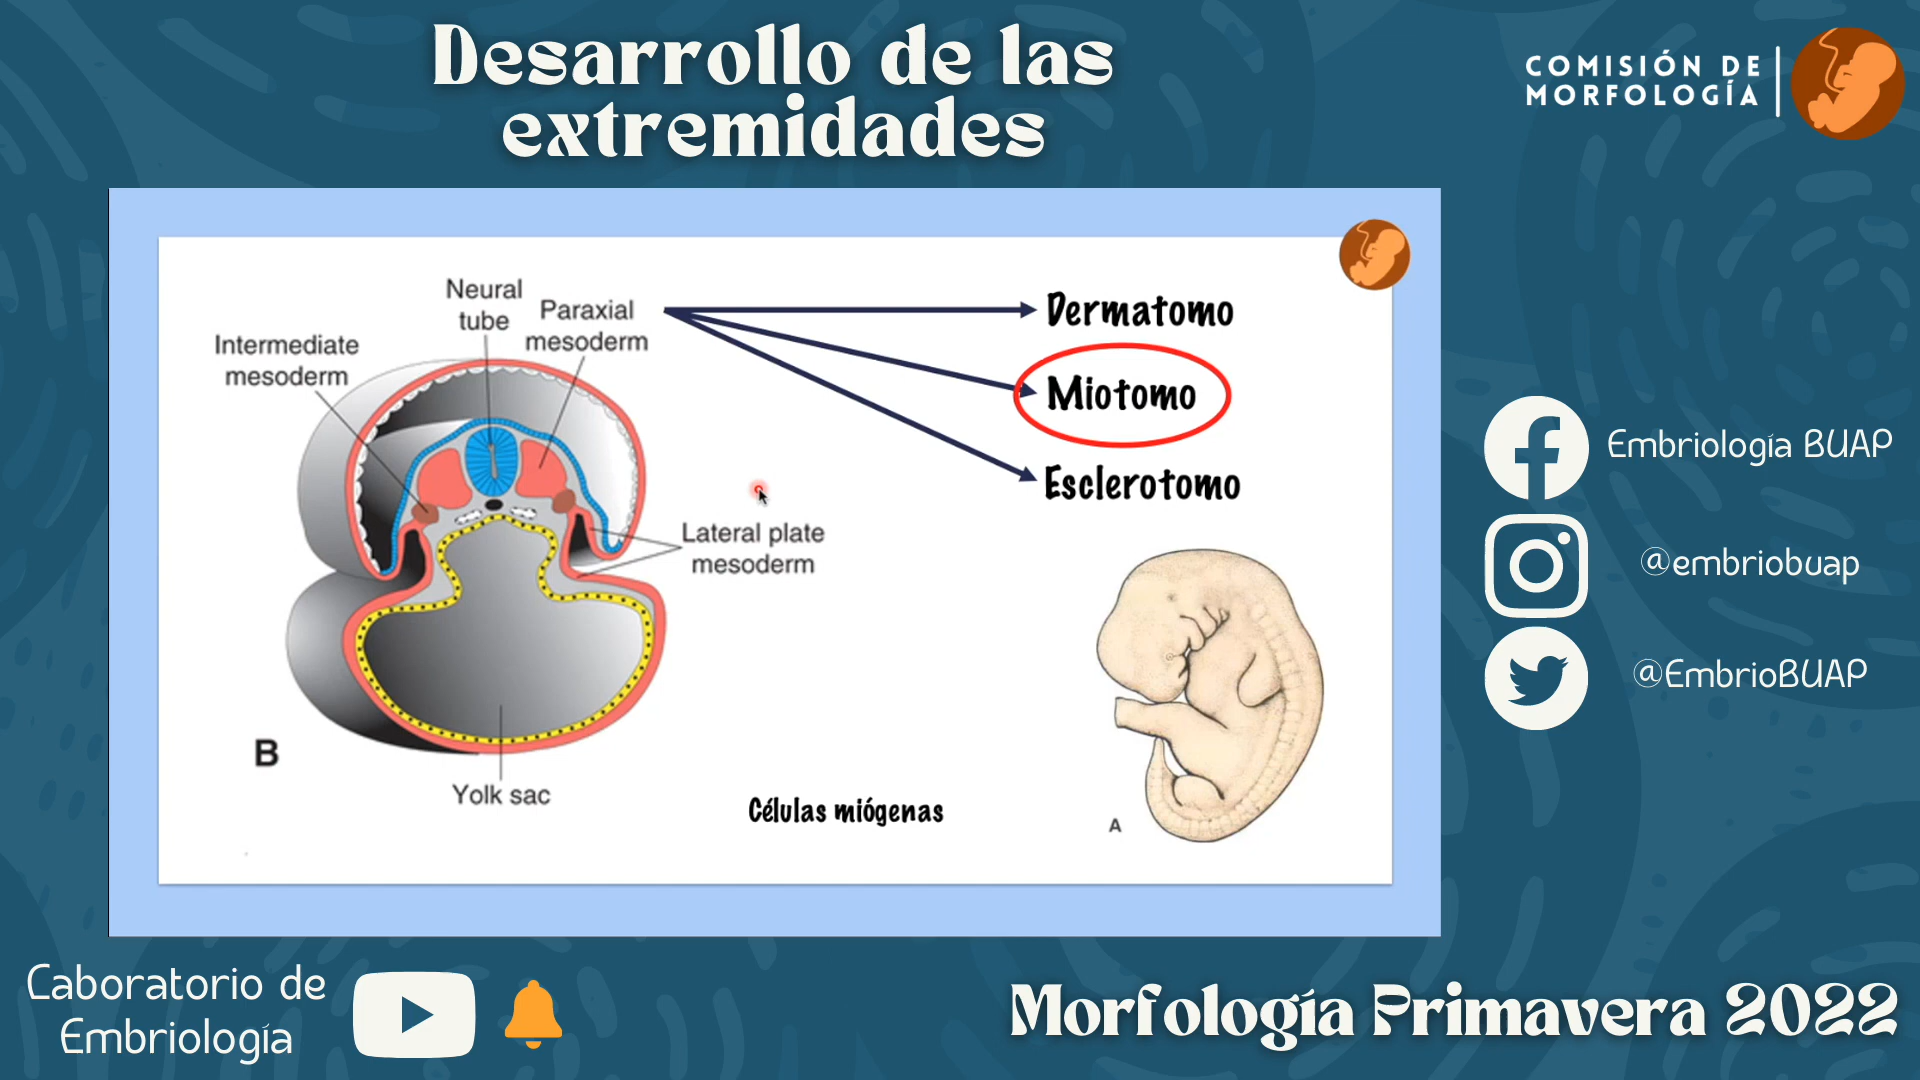 Desarrollo de las
extremidades
COMISIÓN DE
MORFOLOGÍA
Neural
tube
Paraxial
mesoderm
Intermediate
mesoderm
Dermatomo
Miotomo
Esclerotomo
Lateral plate
mesoderm
B
Yolk sac
Células miógenas
A
Embriología BUAP
@embriobuap
@EmbrioBUAP
Laboratorio de
Embriología
Morfología Primavera 2022